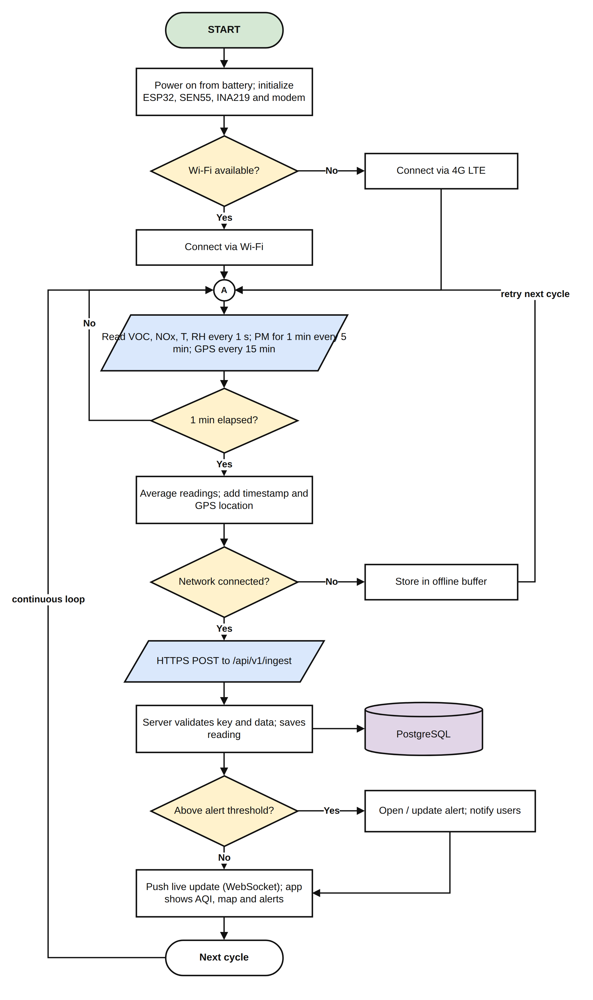 START
Power on from battery; initialize
ESP32, SEN55, INA219 and modem
Wi-Fi available?
No
Connect via 4G LTE
Yes
Connect via Wi-Fi
A
retry next cycle
No
Read VOC, NOx, T, RH every 1 s; PM for 1 min every 5
min; GPS every 15 min
1 min elapsed?
Yes
Average readings; add timestamp and
GPS location
Network connected?
No
Store in offline buffer
continuous loop
Yes
HTTPS POST to /api/v1/ingest
Server validates key and data; saves
reading
PostgreSQL
Above alert threshold?
Yes
Open / update alert; notify users
No
Push live update (WebSocket); app
shows AQI, map and alerts
Next cycle